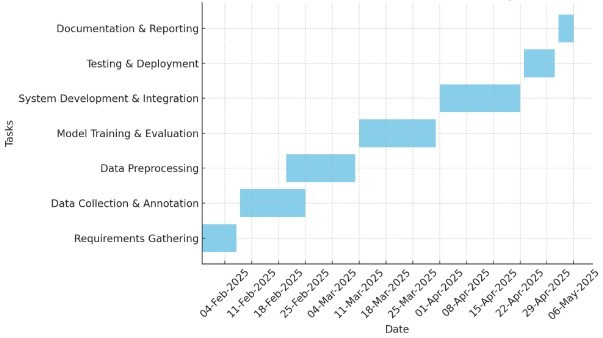 Documentation & Reporting
Testing & Deployment
System Development & Integration
Model Training & Evaluation
Data Preprocessing
Data Collection & Annotation
Requirements Gathering
Tasks
04-Feb-2025
11-Feb-2025
18-Feb-2025
25-Feb-2025
04-Mar-2025
11-Mar-2025
18-Mar-2025
25-Mar-2025
01-Apr-2025
08-Apr-2025
15-Apr-2025
22-Apr-2025
29-Apr-2025
06-May-2025
Date